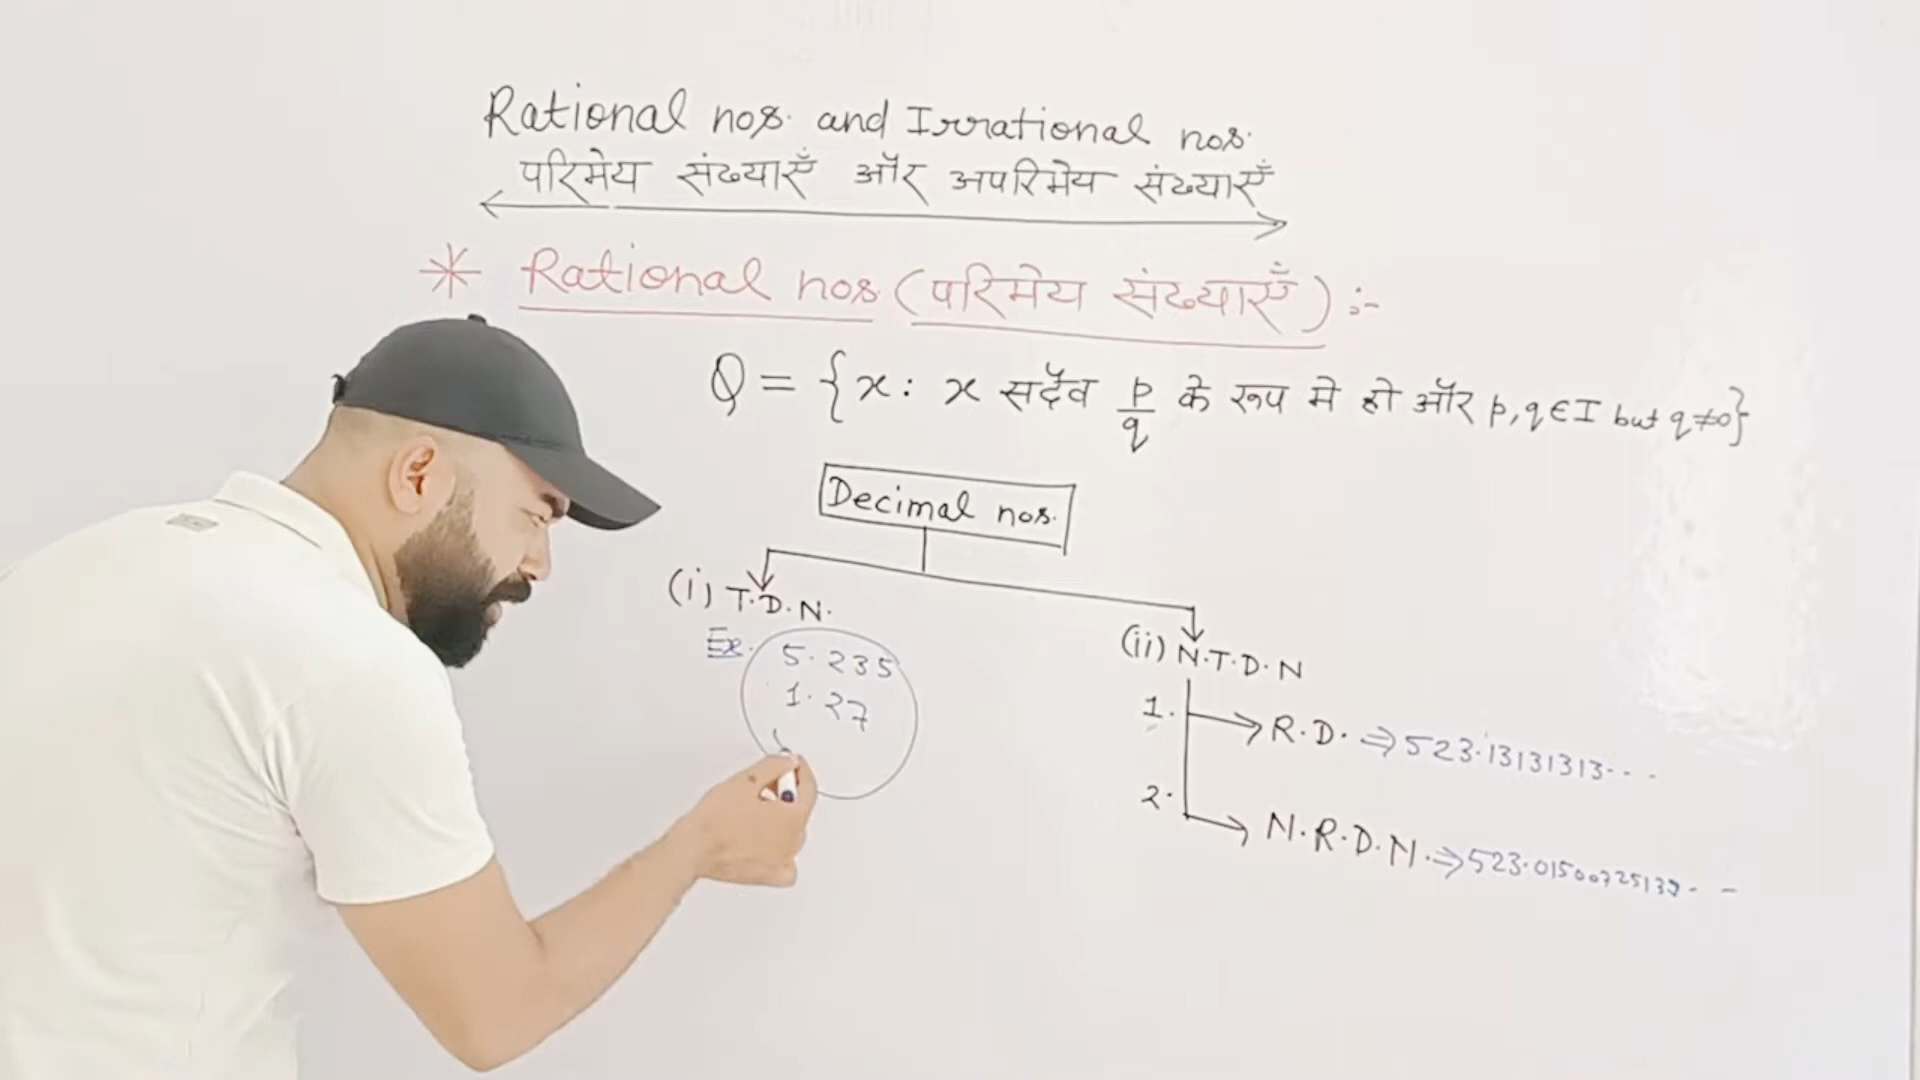 Rational nos. and Irrational nos.
परिमेय संख्याएँ और अपरिमेय संख्याएँ
* Rational nos. (परिमेय संख्याएँ) :-
Q = {x : x सदैव p/q के रूप मे हो और p, q ∈ I but q ≠ 0}
Decimal nos.
(i) T.D.N.
Ex. 5.235
1.27
(ii) N.T.D.N
1. → R.D. ⇒ 523.13131313- - -
2. → N.R.D.N. ⇒ 523.01500725139- -